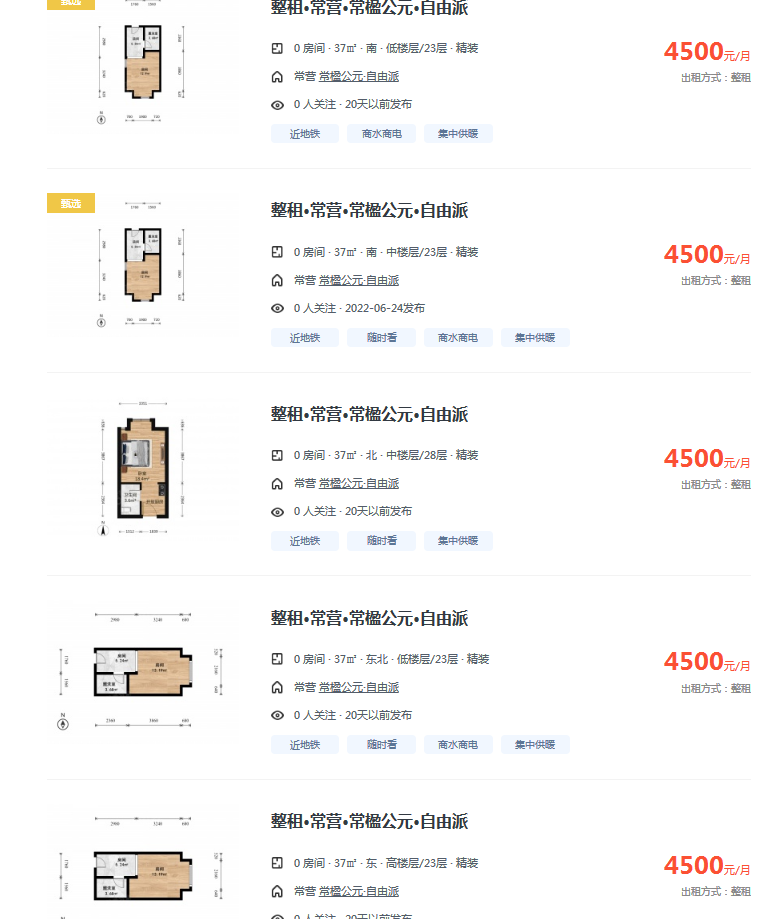 甄选
整租·常营·常楹公元·自由派
0 房间 · 37㎡ · 南 · 低楼层/23层 · 精装
4500元/月
常营 常楹公元·自由派
出租方式：整租
0 人关注 · 20天以前发布
近地铁 商水商电 集中供暖
甄选
整租·常营·常楹公元·自由派
0 房间 · 37㎡ · 南 · 中楼层/23层 · 精装
4500元/月
常营 常楹公元·自由派
出租方式：整租
0 人关注 · 2022-06-24发布
近地铁 随时看 商水商电 集中供暖
整租·常营·常楹公元·自由派
0 房间 · 37㎡ · 北 · 中楼层/28层 · 精装
4500元/月
常营 常楹公元·自由派
出租方式：整租
0 人关注 · 20天以前发布
近地铁 随时看 集中供暖
整租·常营·常楹公元·自由派
0 房间 · 37㎡ · 东北 · 低楼层/23层 · 精装
4500元/月
常营 常楹公元·自由派
出租方式：整租
0 人关注 · 20天以前发布
近地铁 随时看 商水商电 集中供暖
整租·常营·常楹公元·自由派
0 房间 · 37㎡ · 东 · 高楼层/23层 · 精装
4500元/月
常营 常楹公元·自由派
出租方式：整租
0 人关注 · 20天以前发布